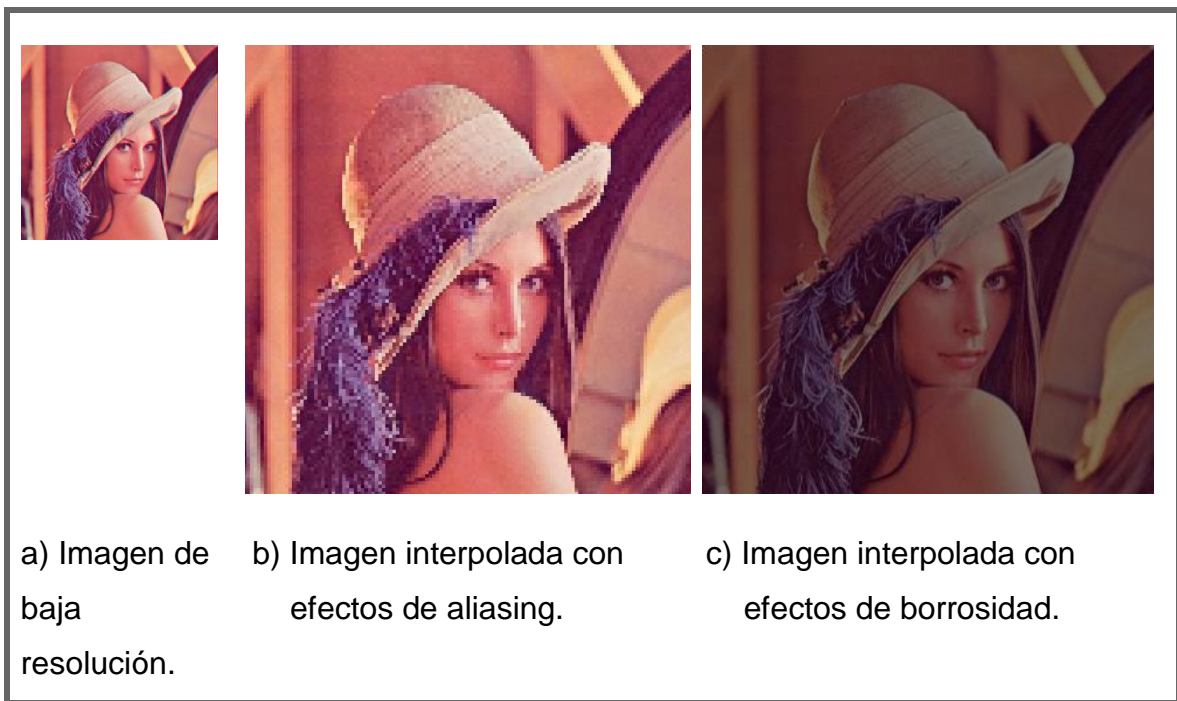 a) Imagen de
baja
resolución.
b) Imagen interpolada con
efectos de aliasing.
c) Imagen interpolada con
efectos de borrosidad.